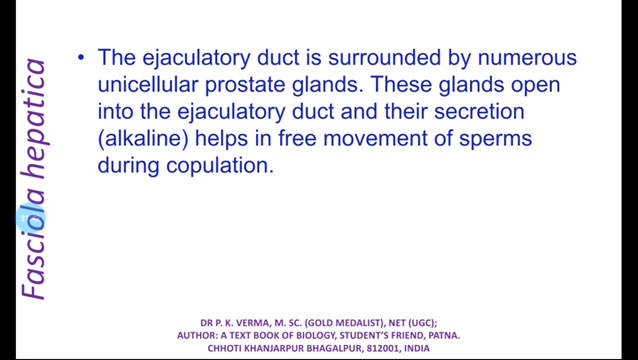 Fasciola hepatica
• The ejaculatory duct is surrounded by numerous
unicellular prostate glands. These glands open
into the ejaculatory duct and their secretion
(alkaline) helps in free movement of sperms
during copulation.
DR P. K. VERMA, M. SC. (GOLD MEDALIST), NET (UGC);
AUTHOR: A TEXT BOOK OF BIOLOGY, STUDENT'S FRIEND, PATNA.
CHHOTI KHANJARPUR BHAGALPUR, 812001, INDIA